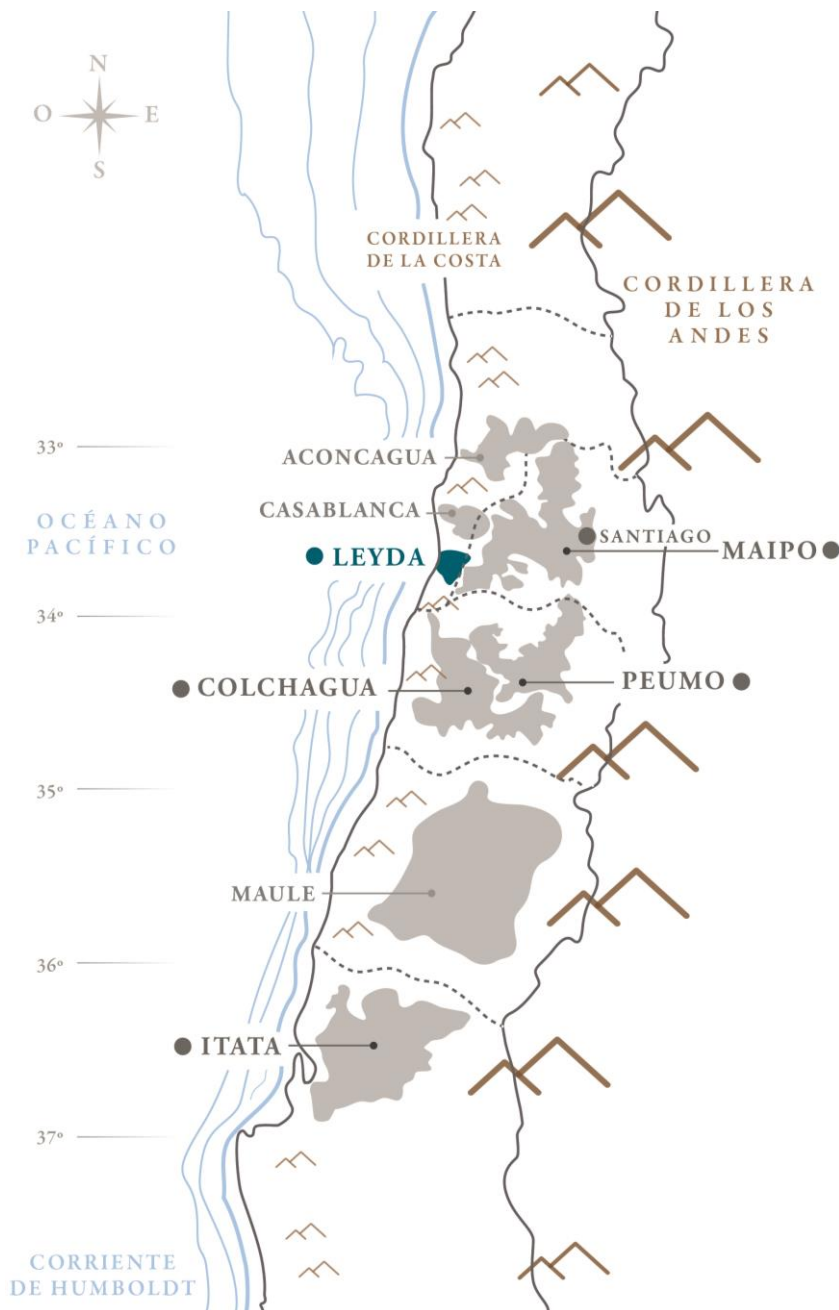 N
O E
S
CORDILLERA
DE LA COSTA
CORDILLERA
DE LOS
ANDES
33º
ACONCAGUA
CASABLANCA
OCÉANO
PACÍFICO
SANTIAGO
LEYDA
MAIPO
34º
COLCHAGUA
PEUMO
35º
MAULE
36º
ITATA
37º
CORRIENTE
DE HUMBOLDT